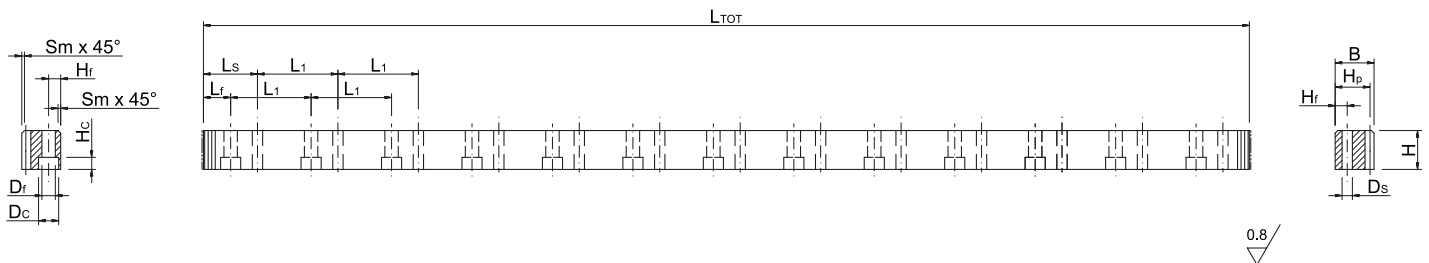 LTOT
Sm x 45°
Hf
Sm x 45°
HC
Df
DC
LS L1 L1
Lf L1 L1
B
Hp
Hf
H
DS
0.8